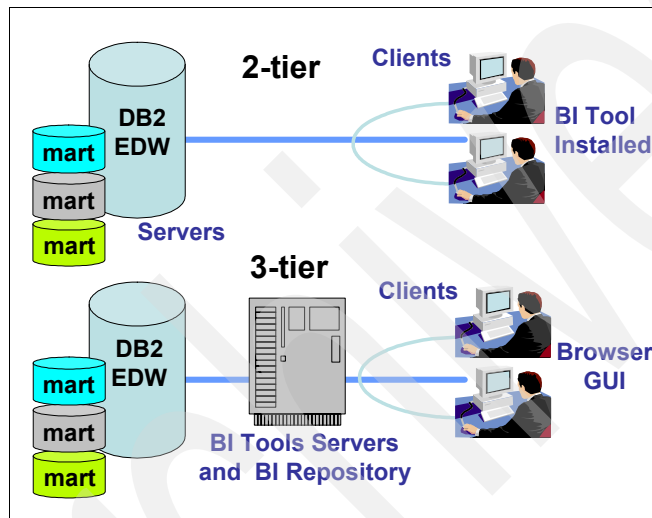 2-tier
Clients
DB2
EDW
BI Tool
Installed
mart
mart
mart
Servers
3-tier
Clients
DB2
EDW
Browser
GUI
mart
mart
mart
BI Tools Servers
and BI Repository